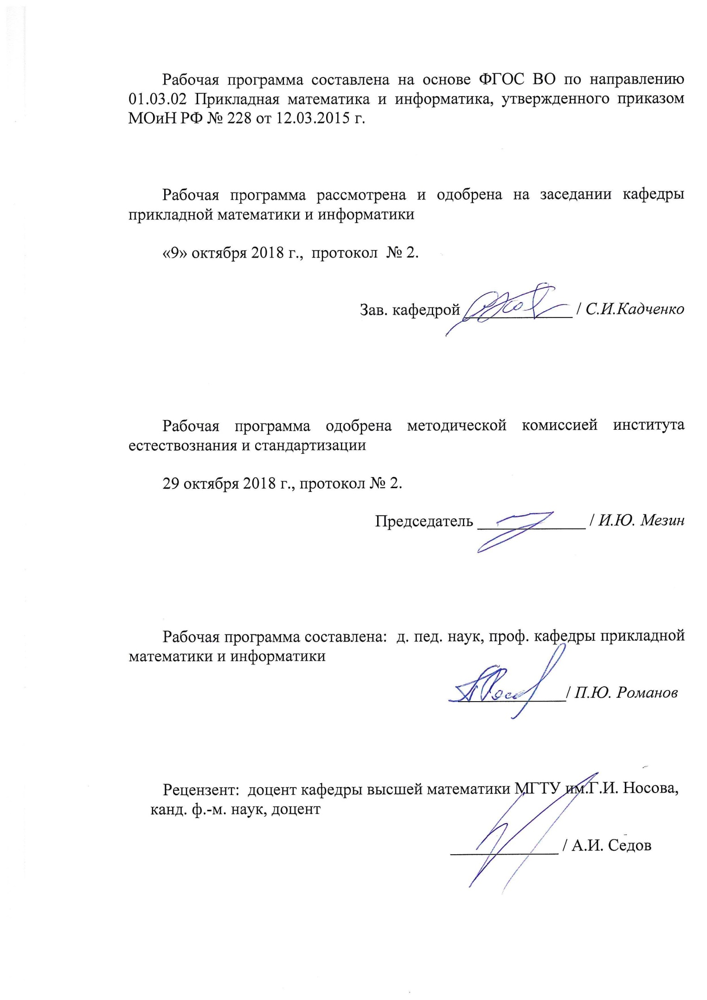 Рабочая программа составлена на основе ФГОС ВО по направлению
01.03.02 Прикладная математика и информатика, утвержденного приказом
МОиН РФ № 228 от 12.03.2015 г.
Рабочая программа рассмотрена и одобрена на заседании кафедры
прикладной математики и информатики
«9» октября 2018 г., протокол № 2.
Зав. кафедрой _____________ / С.И.Кадченко
Рабочая программа одобрена методической комиссией института
естествознания и стандартизации
29 октября 2018 г., протокол № 2.
Председатель _____________ / И.Ю. Мезин
Рабочая программа составлена: д. пед. наук, проф. кафедры прикладной
математики и информатики
_____________/ П.Ю. Романов
Рецензент: доцент кафедры высшей математики МГТУ им.Г.И. Носова,
канд. ф.-м. наук, доцент
_____________ / А.И. Седов